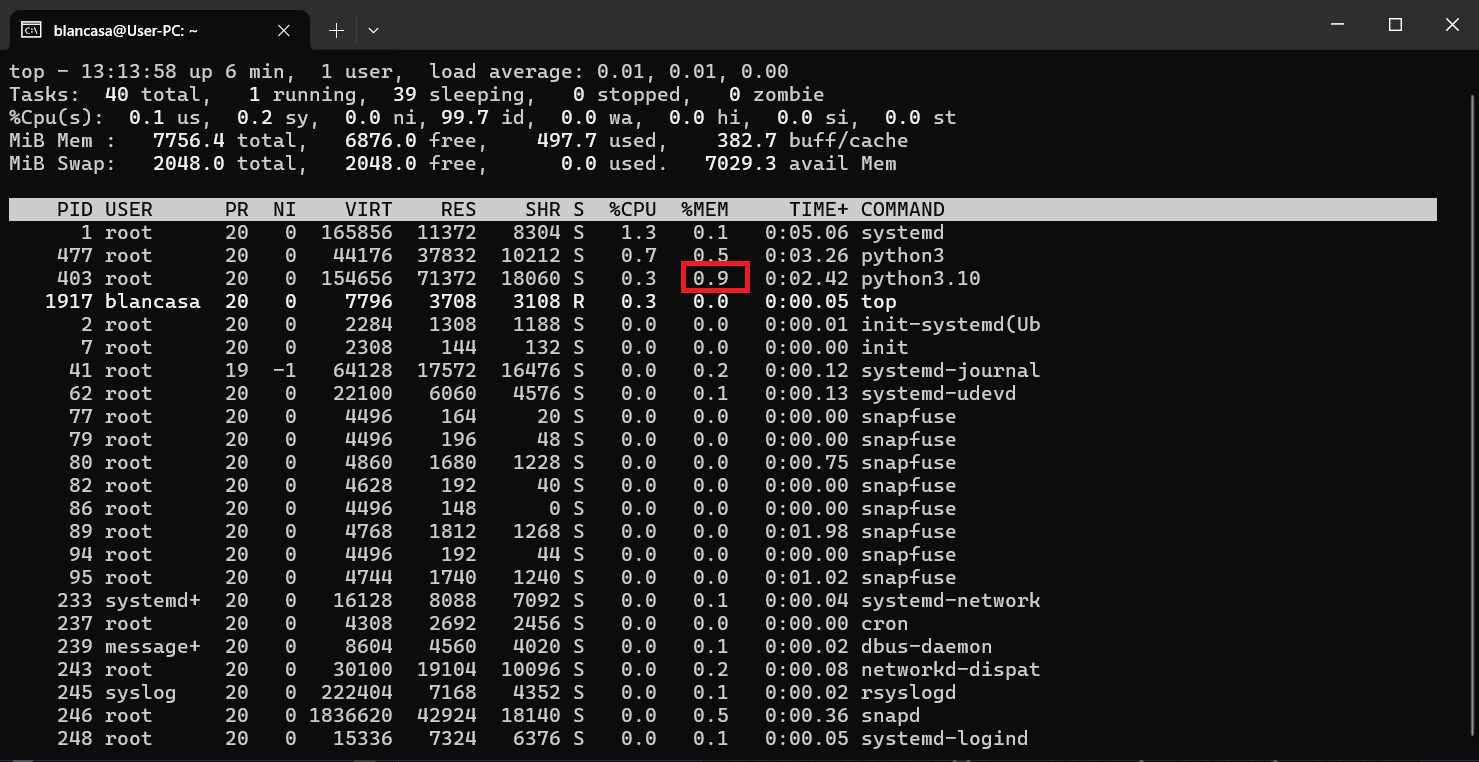 blancasa@User-PC: ~
top - 13:13:58 up 6 min,  1 user,  load average: 0.01, 0.01, 0.00
Tasks:  40 total,   1 running,  39 sleeping,   0 stopped,   0 zombie
%Cpu(s):  0.1 us,  0.2 sy,  0.0 ni, 99.7 id,  0.0 wa,  0.0 hi,  0.0 si,  0.0 st
MiB Mem :   7756.4 total,   6876.0 free,    497.7 used,    382.7 buff/cache
MiB Swap:   2048.0 total,   2048.0 free,      0.0 used.   7029.3 avail Mem
    PID USER      PR  NI    VIRT    RES    SHR S  %CPU  %MEM     TIME+ COMMAND
      1 root      20   0  165856  11372   8304 S   1.3   0.1   0:05.06 systemd
    477 root      20   0   44176  37832  10212 S   0.7   0.5   0:03.26 python3
    403 root      20   0  154656  71372  18060 S   0.3   0.9   0:02.42 python3.10
   1917 blancasa  20   0    7796   3708   3108 R   0.3   0.0   0:00.05 top
      2 root      20   0    2284   1308   1188 S   0.0   0.0   0:00.01 init-systemd(Ub
      7 root      20   0    2308    144    132 S   0.0   0.0   0:00.00 init
     41 root      19  -1   64128  17572  16476 S   0.0   0.2   0:00.12 systemd-journal
     62 root      20   0   22100   6060   4576 S   0.0   0.1   0:00.13 systemd-udevd
     77 root      20   0    4496    164     20 S   0.0   0.0   0:00.00 snapfuse
     79 root      20   0    4496    196     48 S   0.0   0.0   0:00.00 snapfuse
     80 root      20   0    4860   1680   1228 S   0.0   0.0   0:00.75 snapfuse
     82 root      20   0    4628    192     40 S   0.0   0.0   0:00.00 snapfuse
     86 root      20   0    4496    148      0 S   0.0   0.0   0:00.00 snapfuse
     89 root      20   0    4768   1812   1268 S   0.0   0.0   0:01.98 snapfuse
     94 root      20   0    4496    192     44 S   0.0   0.0   0:00.00 snapfuse
     95 root      20   0    4744   1740   1240 S   0.0   0.0   0:01.02 snapfuse
    233 systemd+  20   0   16128   8088   7092 S   0.0   0.1   0:00.04 systemd-network
    237 root      20   0    4308   2692   2456 S   0.0   0.0   0:00.00 cron
    239 message+  20   0    8604   4560   4020 S   0.0   0.1   0:00.02 dbus-daemon
    243 root      20   0   30100  19104  10096 S   0.0   0.2   0:00.08 networkd-dispat
    245 syslog    20   0  222404   7168   4352 S   0.0   0.1   0:00.02 rsyslogd
    246 root      20   0 1836620  42924  18140 S   0.0   0.5   0:00.36 snapd
    248 root      20   0   15336   7324   6376 S   0.0   0.1   0:00.05 systemd-logind